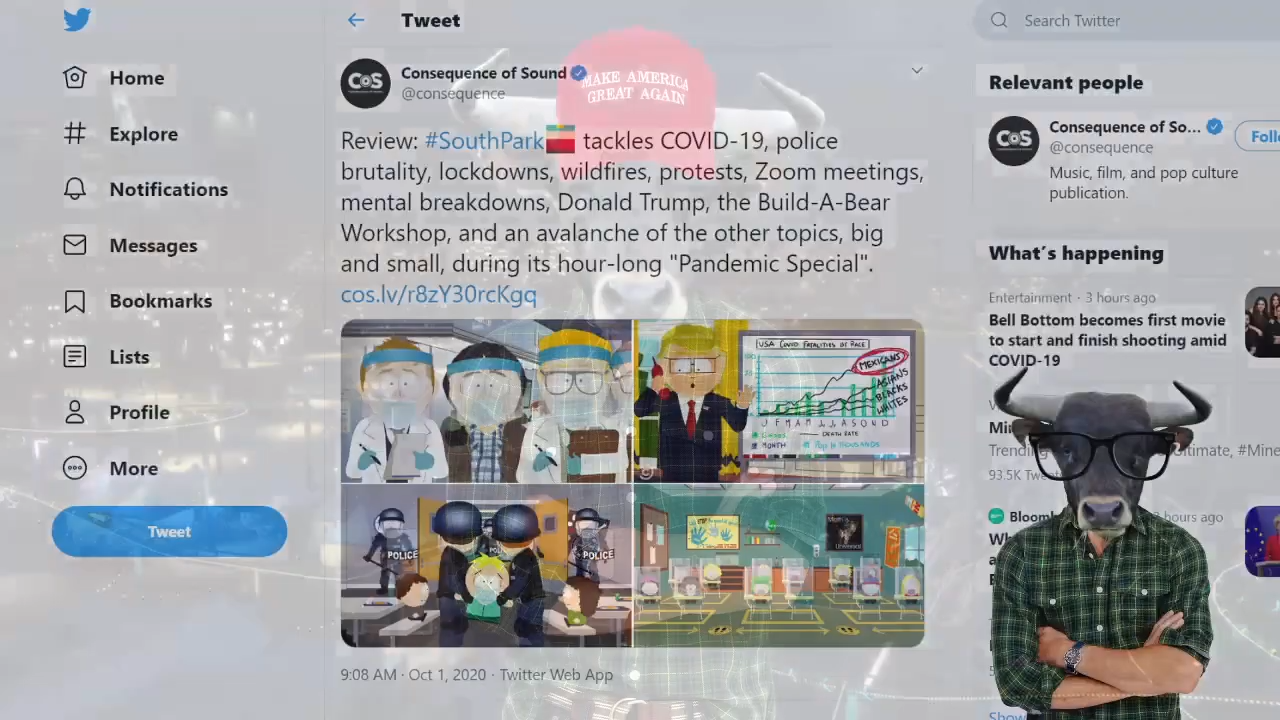 Tweet
Search Twitter
Home
Explore
Notifications
Messages
Bookmarks
Lists
Profile
More
Tweet
CoS
Consequence of Sound
@consequence
MAKE AMERICA
GREAT AGAIN
Review: #SouthPark tackles COVID-19, police
brutality, lockdowns, wildfires, protests, Zoom meetings,
mental breakdowns, Donald Trump, the Build-A-Bear
Workshop, and an avalanche of the other topics, big
and small, during its hour-long "Pandemic Special".
cos.lv/r8zY30rcKgq
USA COVID FATALITIES BY RACE
MEXICANS
ASIANS
BLACKS
WHITES
J F M A M J J A S O N D
DEATH RATE
MONTH
POLICE
POLICE
9:08 AM · Oct 1, 2020 · Twitter Web App
Relevant people
CoS
Consequence of So...
@consequence
Music, film, and pop culture
publication.
What's happening
Entertainment · 3 hours ago
Bell Bottom becomes first movie
to start and finish shooting amid
COVID-19
Trending
93.5K
hours ago